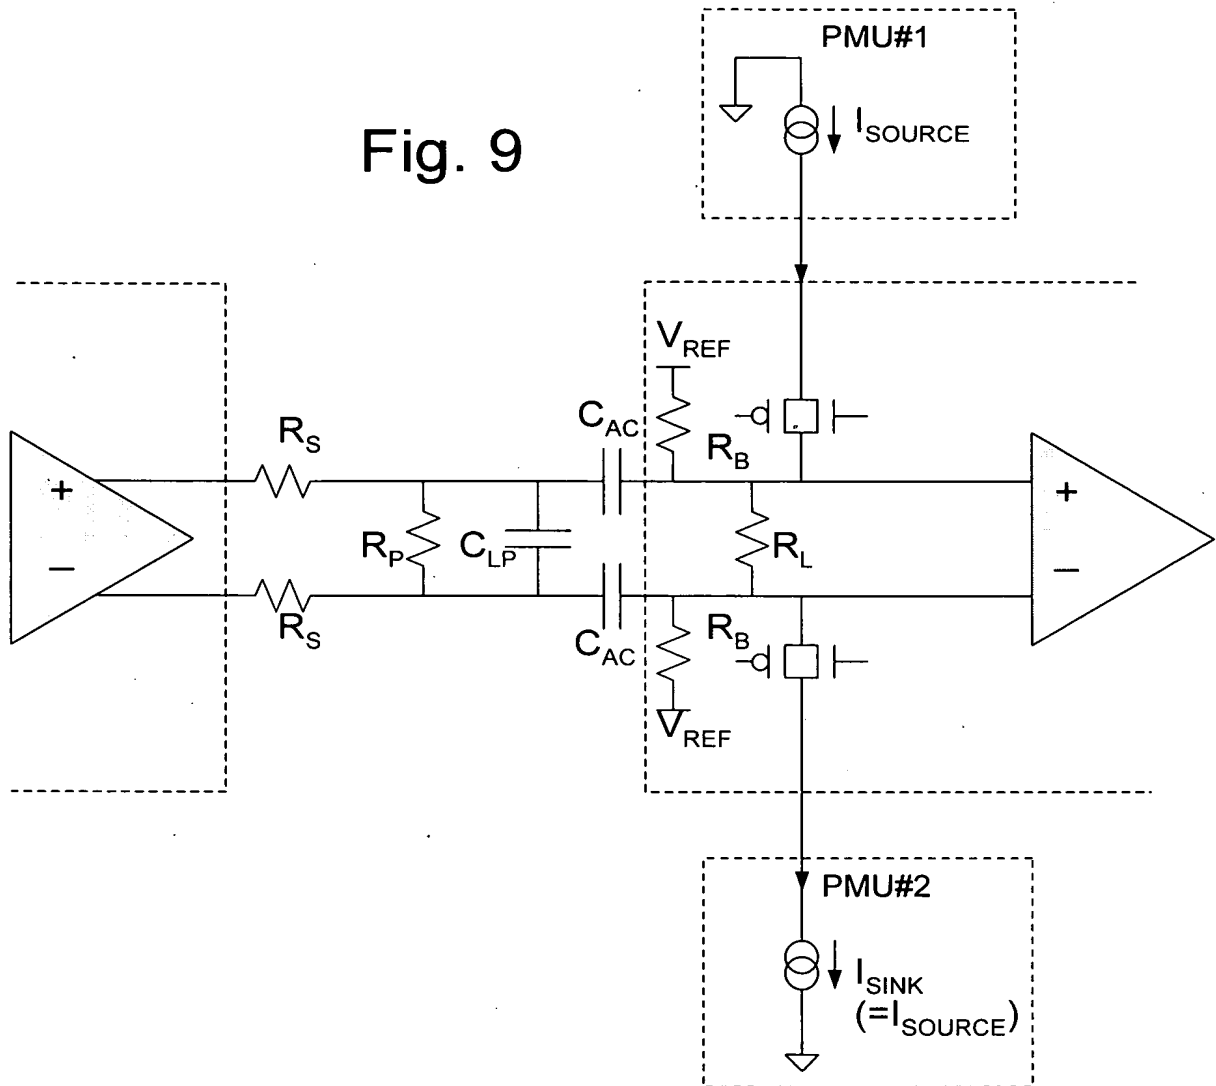 PMU#1
I_SOURCE
Fig. 9
V_REF
C_AC
R_S
R_B
+
+
R_P
C_LP
R_L
−
−
R_S
C_AC
R_B
V_REF
PMU#2
I_SINK
(=I_SOURCE)